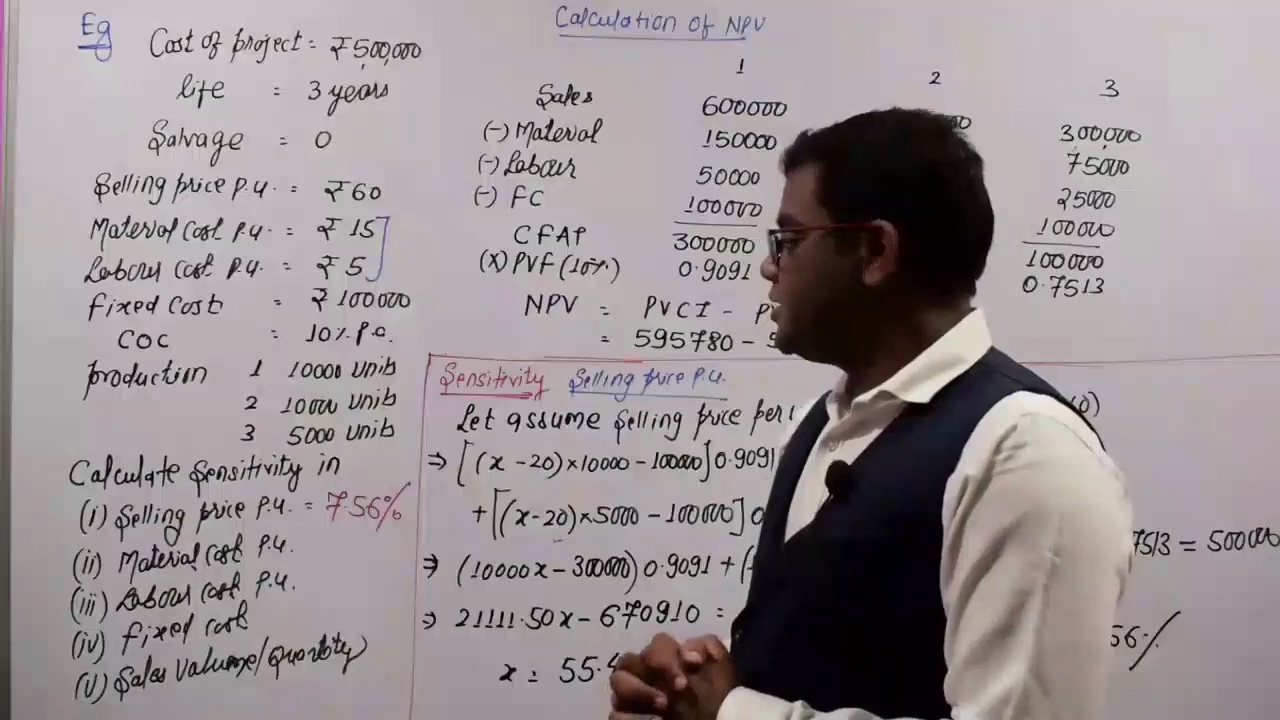 Eg
Cost of project = ₹ 500,000
life = 3 years
Salvage = 0
Selling price p.u. = ₹ 60
Material cost p.u. = ₹ 15
Labour cost p.u. = ₹ 5
Fixed Cost = ₹ 100000
COC : 10% P.a.
production 1 10000 Units
2 10000 Units
3 5000 Units
Calculate Sensitivity in
(i) Selling price p.u. = 7.56%
(ii) Material cost p.u.
(iii) Labour cost p.u.
(iv) Fixed cost
(v) Sales volume/quantity
Calculation of NPV
1 2 3
Sales 600000 300,000
(-) Material 150000 75000
(-) Labour 50000 25000
(-) FC 100000 100000
CFAT 300000 100000
(x) PVF (10%) 0.9091 0.7513
NPV = PVCI -
= 595780 -
Sensitivity Selling price p.u.
Let assume selling price per
⇒ [(x - 20) × 10000 - 100000] 0.9091
+ [(x - 20) × 5000 - 100000] 0 7513 = 500000
⇒ (10000x - 300000) 0.9091 + (
⇒ 21111.50x - 670910 =
x = 55.4 56%